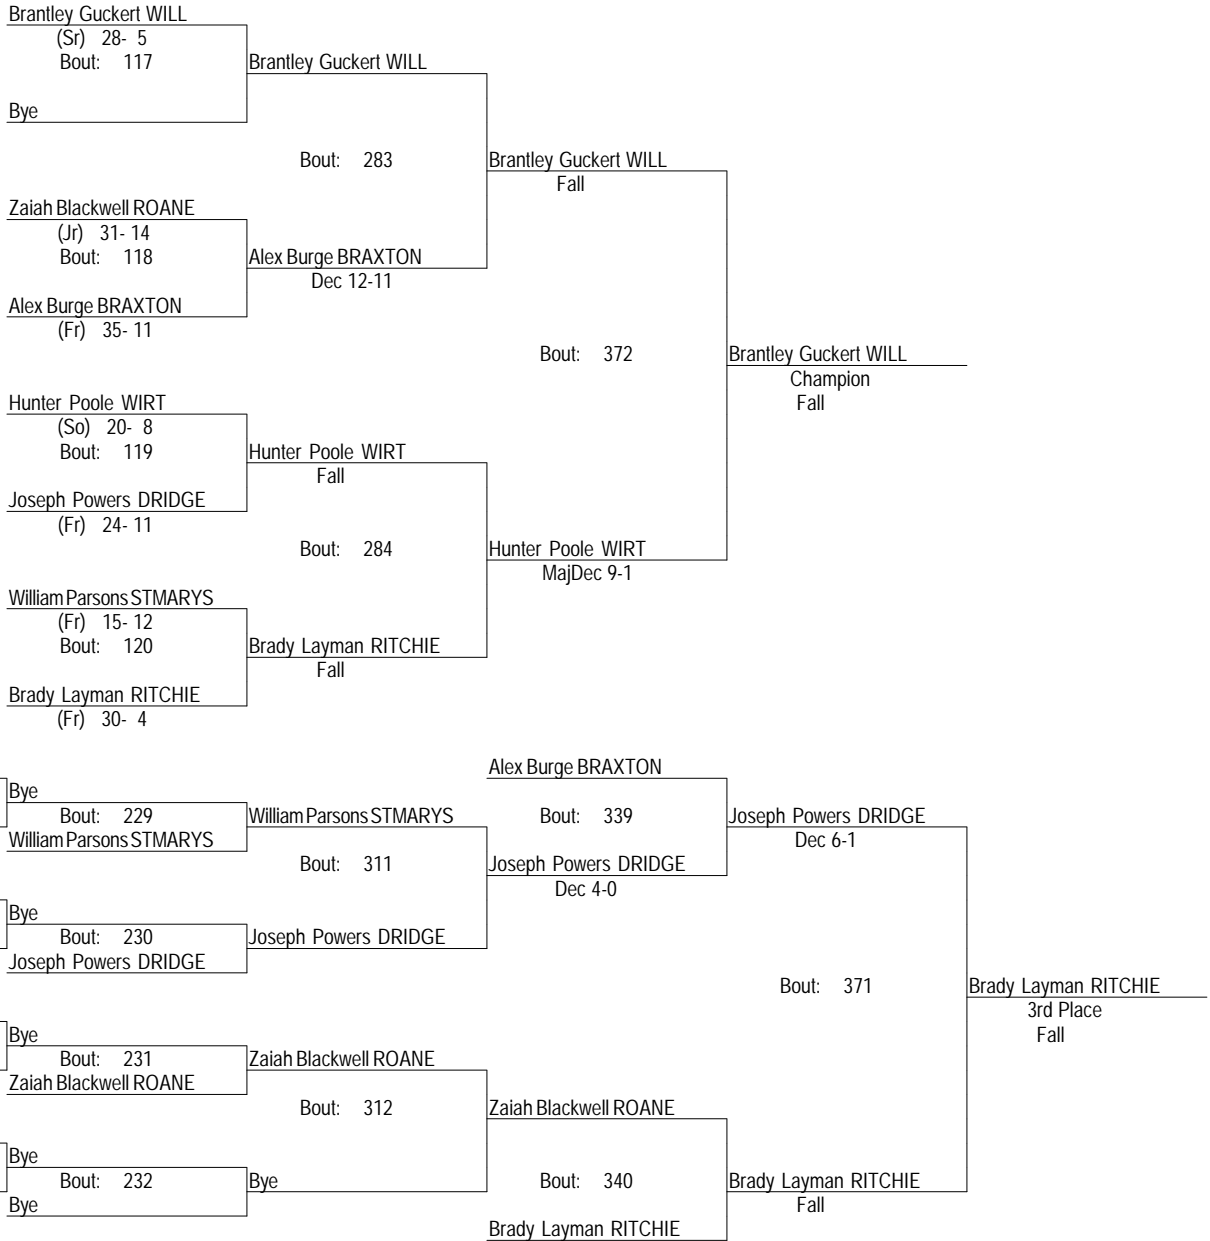 Brantley Guckert WILL
(Sr) 28- 5
Bout: 117
Brantley Guckert WILL
Bye
Bout: 283
Brantley Guckert WILL
Fall
Zaiah Blackwell ROANE
(Jr) 31- 14
Bout: 118
Alex Burge BRAXTON
Dec 12-11
Alex Burge BRAXTON
(Fr) 35- 11
Bout: 372
Brantley Guckert WILL
Champion
Fall
Hunter Poole WIRT
(So) 20- 8
Bout: 119
Hunter Poole WIRT
Fall
Joseph Powers DRIDGE
(Fr) 24- 11
Bout: 284
Hunter Poole WIRT
MajDec 9-1
William Parsons STMARYS
(Fr) 15- 12
Bout: 120
Brady Layman RITCHIE
Fall
Brady Layman RITCHIE
(Fr) 30- 4
Alex Burge BRAXTON
Bye
Bout: 229
William Parsons STMARYS
William Parsons STMARYS
Bout: 339
Joseph Powers DRIDGE
Dec 6-1
Bout: 311
Joseph Powers DRIDGE
Dec 4-0
Bye
Bout: 230
Joseph Powers DRIDGE
Joseph Powers DRIDGE
Bout: 371
Brady Layman RITCHIE
3rd Place
Fall
Bye
Bout: 231
Zaiah Blackwell ROANE
Zaiah Blackwell ROANE
Bout: 312
Zaiah Blackwell ROANE
Bye
Bout: 232
Bye
Bye
Bout: 340
Brady Layman RITCHIE
Fall
Brady Layman RITCHIE